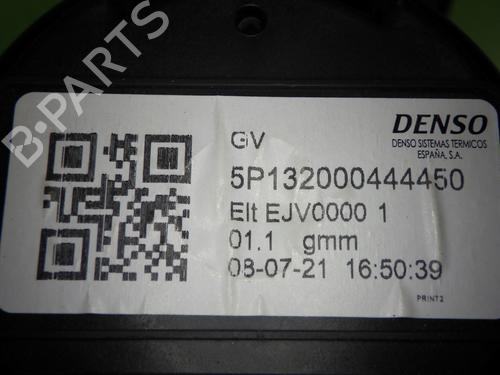 B-PARTS
GV
DENSO
DENSO SISTEMAS TERMICOS
ESPAÑA, S.A.
5P132000444450
Elt EJV0000 1
01.1 gmm
08-07-21 16:50:39
PRINT2